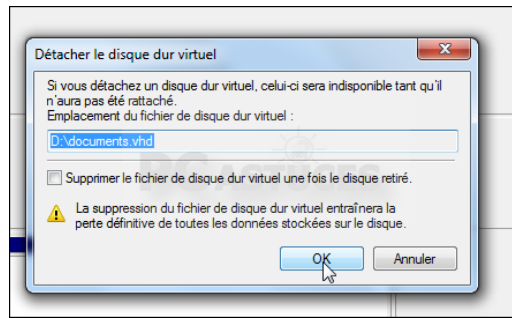 Détacher le disque dur virtuel
Si vous détachez un disque dur virtuel, celui-ci sera indisponible tant qu'il
n'aura pas été rattaché.
Emplacement du fichier de disque dur virtuel :
D:\documents.vhd
PC ASTUCES
Supprimer le fichier de disque dur virtuel une fois le disque retiré.
La suppression du fichier de disque dur virtuel entraînera la
perte définitive de toutes les données stockées sur le disque.
OK
Annuler